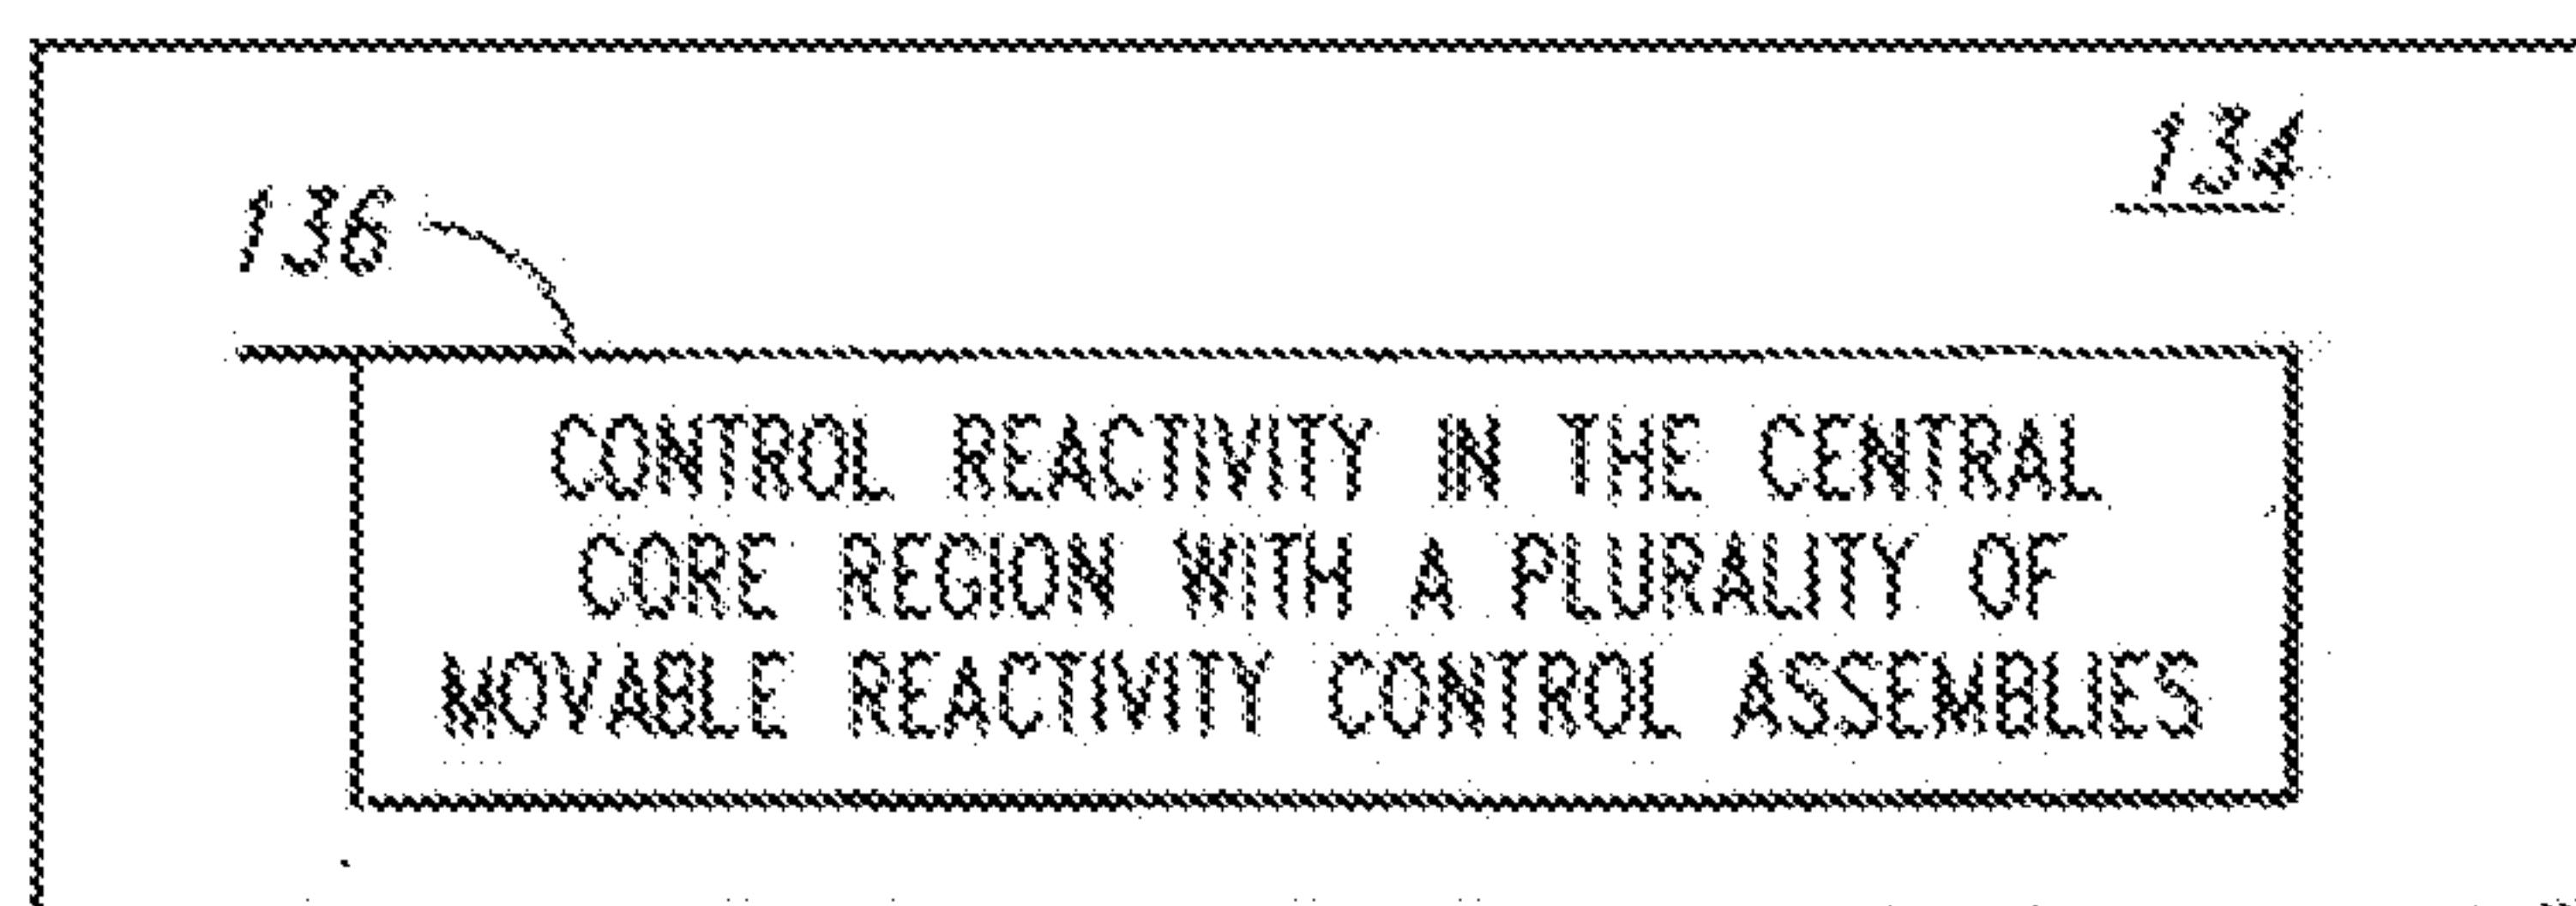 134
136
CONTROL REACTIVITY IN THE CENTRAL
CORE REGION WITH A PLURALITY OF
MOVABLE REACTIVITY CONTROL ASSEMBLIES